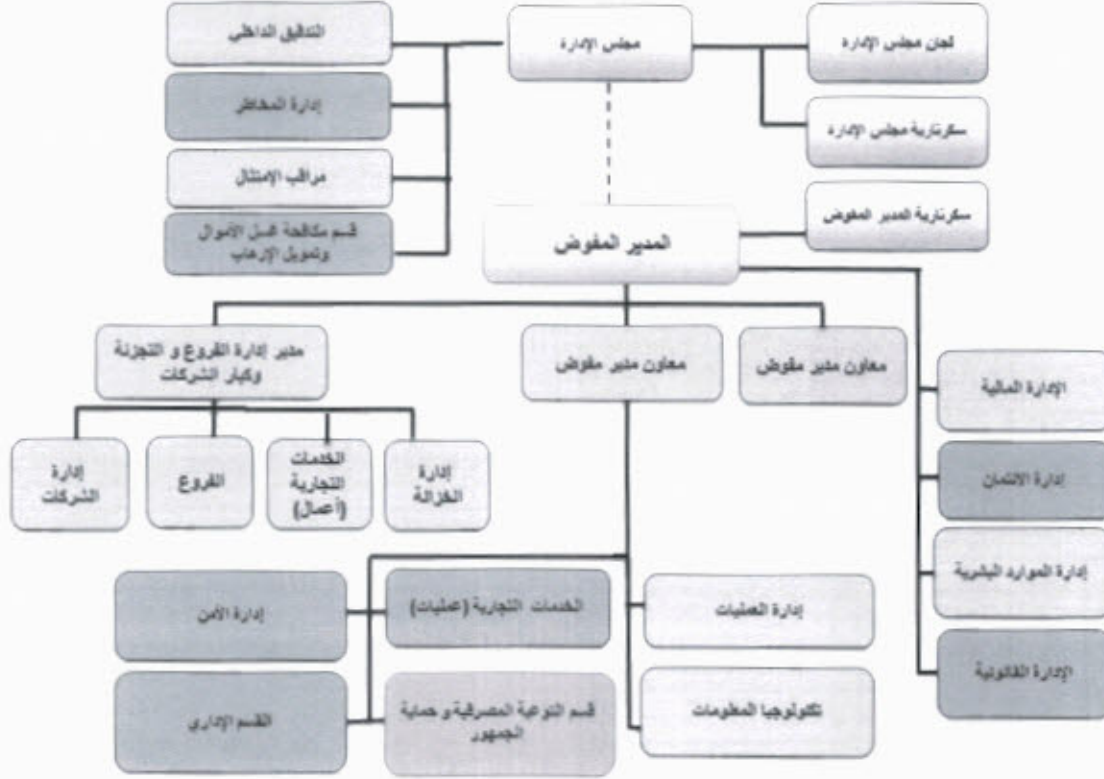 لجان مجلس الإدارة
مجلس الإدارة
التدقيق الداخلي
إدارة المخاطر
سكرتارية مجلس الإدارة
مراقب الإمتثال
سكرتارية المدير المفوض
المدير المفوض
قسم مكافحة غسل الأموال
وتمويل الإرهاب
معاون مدير مفوض
معاون مدير مفوض
مدير إدارة الفروع و التجزئة
وكبار الشركات
الإدارة المالية
إدارة الائتمان
إدارة الموارد البشرية
الإدارة القانونية
إدارة
الخزانة
الخدمات
التجارية
(أعمال)
الفروع
إدارة
الشركات
إدارة العمليات
الخدمات التجارية (عمليات)
إدارة الأمن
تكنولوجيا المعلومات
قسم التوعية المصرفية و حماية
الجمهور
القسم الإداري